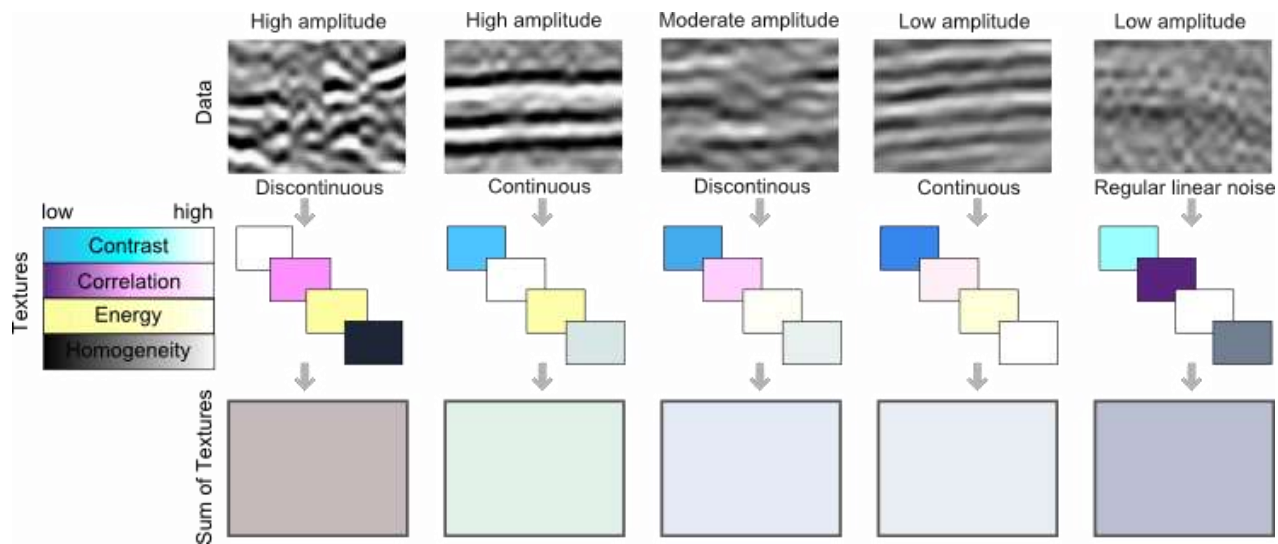 High amplitude
High amplitude
Moderate amplitude
Low amplitude
Low amplitude
Data
Discontinuous
Continuous
Discontinuous
Continuous
Regular linear noise
low
high
Textures
Contrast
Correlation
Energy
Homogeneity
Sum of Textures